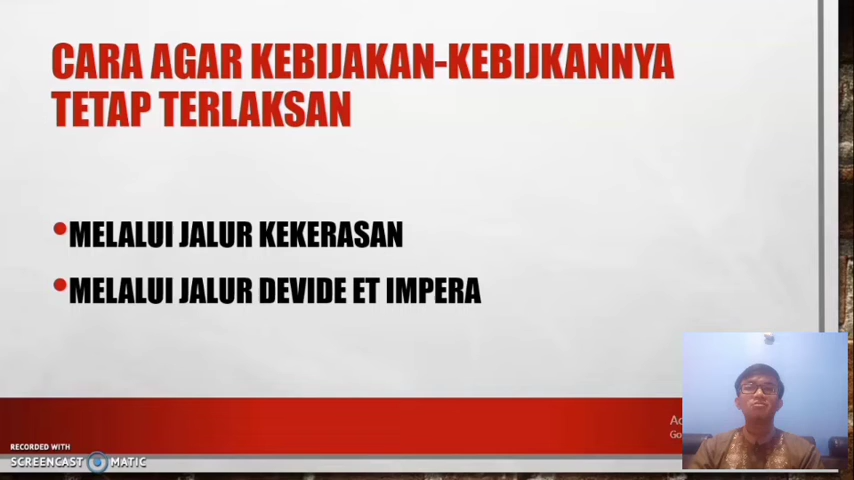 CARA AGAR KEBIJAKAN-KEBIJKANNYA
TETAP TERLAKSAN
•MELALUI JALUR KEKERASAN
•MELALUI JALUR DEVIDE ET IMPERA
RECORDED WITH
SCREENCAST MATIC